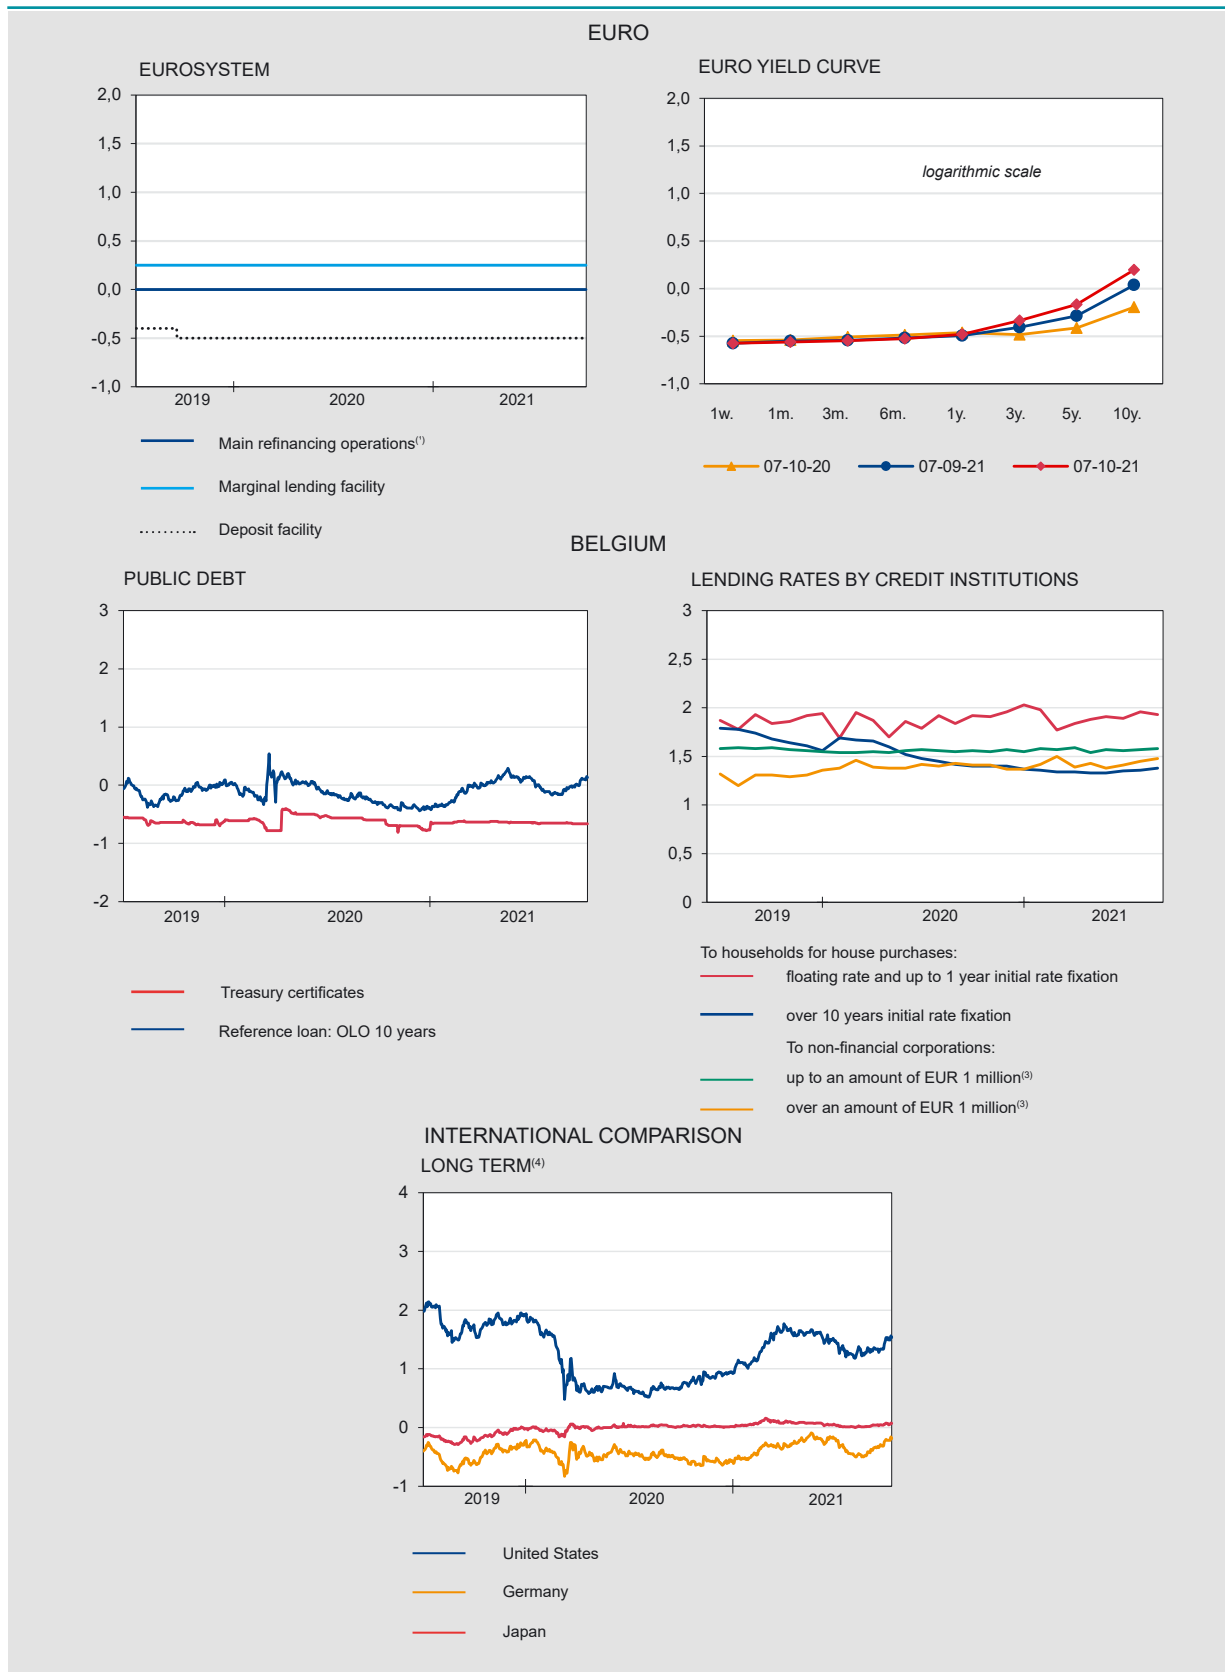 EURO
EUROSYSTEM
2,0
1,5
1,0
0,5
0,0
-0,5
-1,0
2019 2020 2021
Main refinancing operations(¹)
Marginal lending facility
Deposit facility
EURO YIELD CURVE
2,0
1,5
1,0
0,5
0,0
-0,5
-1,0
logarithmic scale
1w. 1m. 3m. 6m. 1y. 3y. 5y. 10y.
07-10-20 07-09-21 07-10-21
BELGIUM
PUBLIC DEBT
3
2
1
0
-1
-2
2019 2020 2021
Treasury certificates
Reference loan: OLO 10 years
LENDING RATES BY CREDIT INSTITUTIONS
3
2,5
2
1,5
1
0,5
0
2019 2020 2021
To households for house purchases:
floating rate and up to 1 year initial rate fixation
over 10 years initial rate fixation
To non-financial corporations:
up to an amount of EUR 1 million(3)
over an amount of EUR 1 million(3)
INTERNATIONAL COMPARISON
LONG TERM(4)
4
3
2
1
0
-1
2019 2020 2021
United States
Germany
Japan